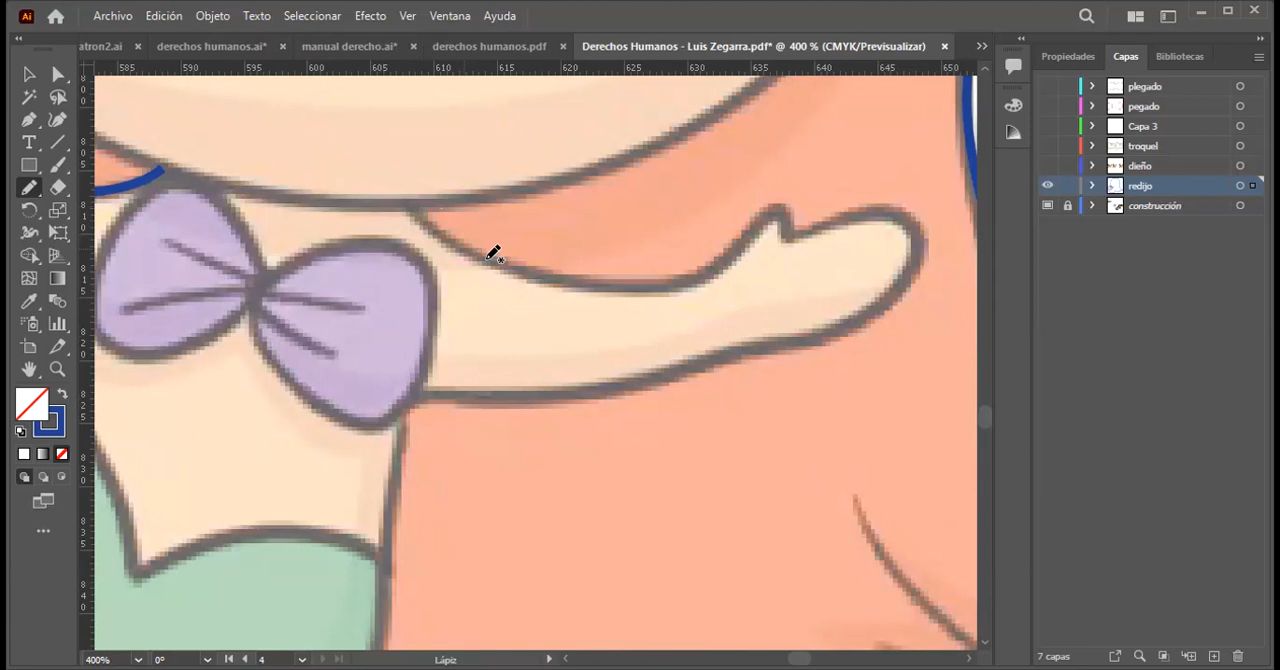 Ai Archivo Edición Objeto Texto Seleccionar Efecto Ver Ventana Ayuda
atron2.ai × derechos humanos.ai* × manual derecho.ai* × derechos humanos.pdf × Derechos Humanos - Luis Zegarra.pdf* @ 400 % (CMYK/Previsualizar) ×
585 590 595 600 605 610 615 620 625 630 635 640 645 650
Propiedades Capas Bibliotecas
plegado
pegado
Capa 3
troquel
dieño
redijo
construcción
400% 0° 4 Lápiz
7 capas